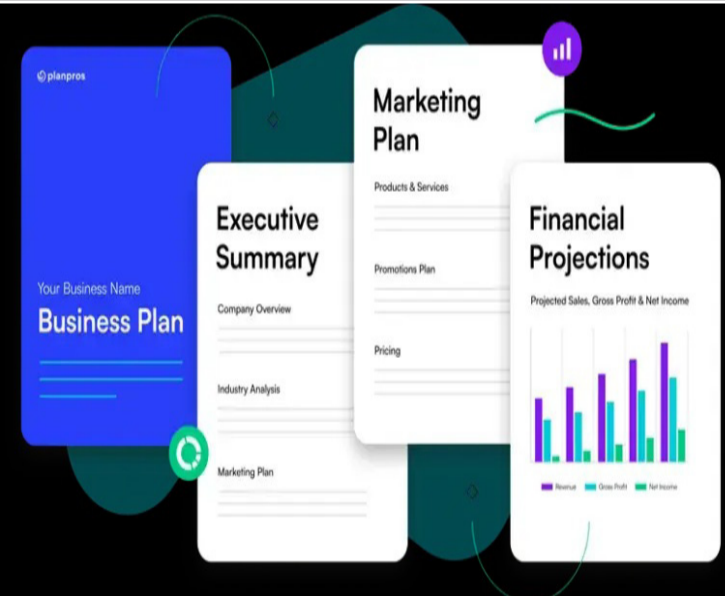 planpros
Your Business Name
Business Plan
Executive
Summary
Company Overview
Industry Analysis
Marketing Plan
Marketing
Plan
Products & Services
Promotions Plan
Pricing
Financial
Projections
Projected Sales, Gross Profit & Net Income
Revenue Gross Profit Net Income